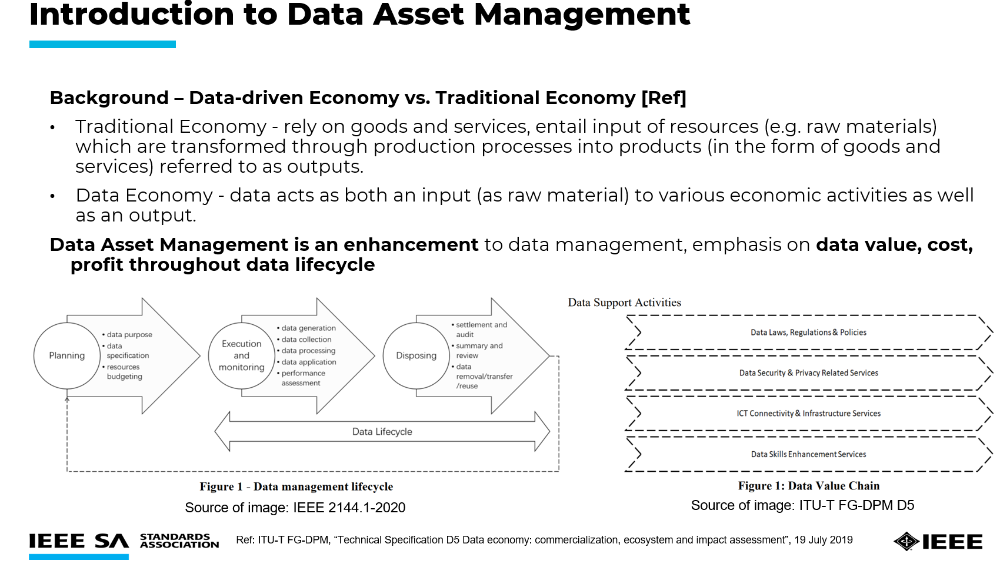 Introduction to Data Asset Management
Background – Data-driven Economy vs. Traditional Economy [Ref]
• Traditional Economy - rely on goods and services, entail input of resources (e.g. raw materials)
which are transformed through production processes into products (in the form of goods and
services) referred to as outputs.
• Data Economy - data acts as both an input (as raw material) to various economic activities as well
as an output.
Data Asset Management is an enhancement to data management, emphasis on data value, cost,
profit throughout data lifecycle
Planning
• data purpose
• data
specification
• resources
budgeting
Execution
and
monitoring
• data generation
• data collection
• data processing
• data application
• performance
assessment
Disposing
• settlement and
audit
• summary and
review
• data
removal/transfer
/reuse
Data Lifecycle
Figure 1 - Data management lifecycle
Source of image: IEEE 2144.1-2020
Data Support Activities
Data Laws, Regulations & Policies
Data Security & Privacy Related Services
ICT Connectivity & Infrastructure Services
Data Skills Enhancement Services
Figure 1: Data Value Chain
Source of image: ITU-T FG-DPM D5
IEEE SA STANDARDS
ASSOCIATION
Ref: ITU-T FG-DPM, “Technical Specification D5 Data economy: commercialization, ecosystem and impact assessment”, 19 July 2019
IEEE